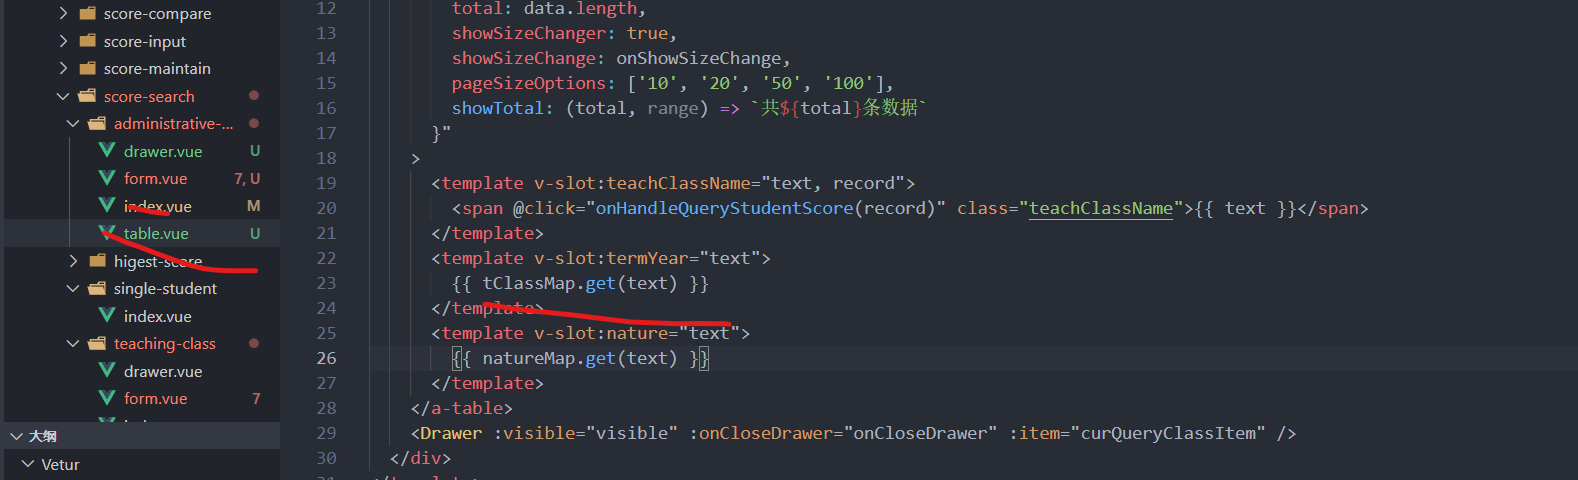 score-compare
score-input
score-maintain
score-search
administrative-...
drawer.vue U
form.vue 7, U
index.vue M
table.vue U
higest-score
single-student
index.vue
teaching-class
drawer.vue
form.vue 7
大纲
Vetur
12 total: data.length,
13 showSizeChanger: true,
14 showSizeChange: onShowSizeChange,
15 pageSizeOptions: ['10', '20', '50', '100'],
16 showTotal: (total, range) => `共${total}条数据`
17 }"
18 >
19 <template v-slot:teachClassName="text, record">
20 <span @click="onHandleQueryStudentScore(record)" class="teachClassName">{{ text }}</span>
21 </template>
22 <template v-slot:termYear="text">
23 {{ tClassMap.get(text) }}
24 </template>
25 <template v-slot:nature="text">
26 {{ natureMap.get(text) }}
27 </template>
28 </a-table>
29 <Drawer :visible="visible" :onCloseDrawer="onCloseDrawer" :item="curQueryClassItem" />
30 </div>